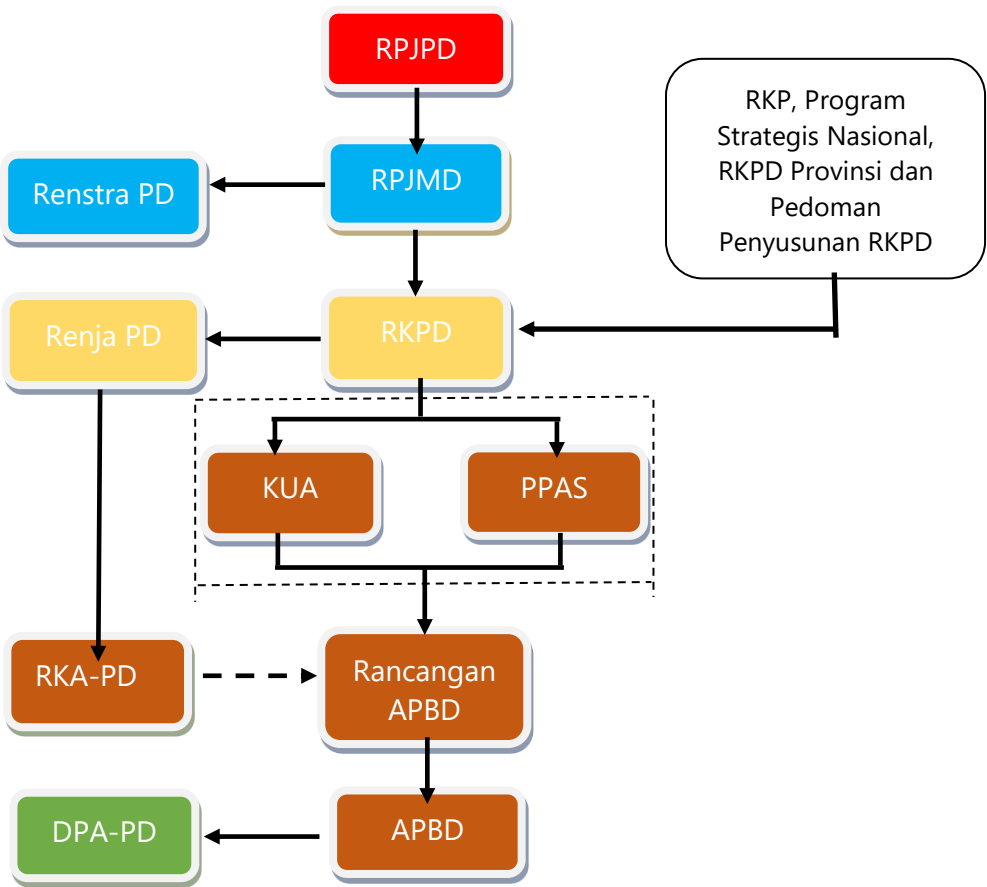 RPJPD
RKP, Program
Strategis Nasional,
RKPD Provinsi dan
Pedoman
Penyusunan RKPD
Renstra PD
RPJMD
Renja PD
RKPD
KUA
PPAS
RKA-PD
Rancangan
APBD
DPA-PD
APBD